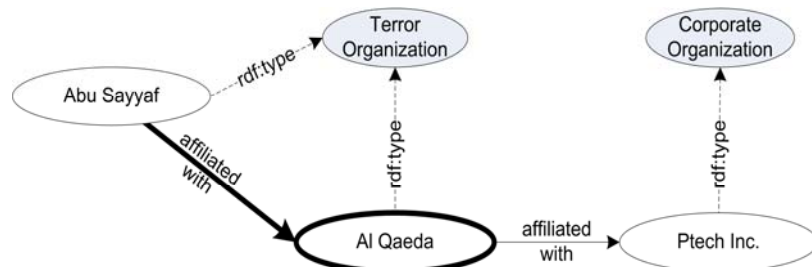 Terror
Organization
Corporate
Organization
rdf:type
Abu Sayyaf
affiliated
with
rdf:type
rdf:type
Al Qaeda
affiliated
with
Ptech Inc.